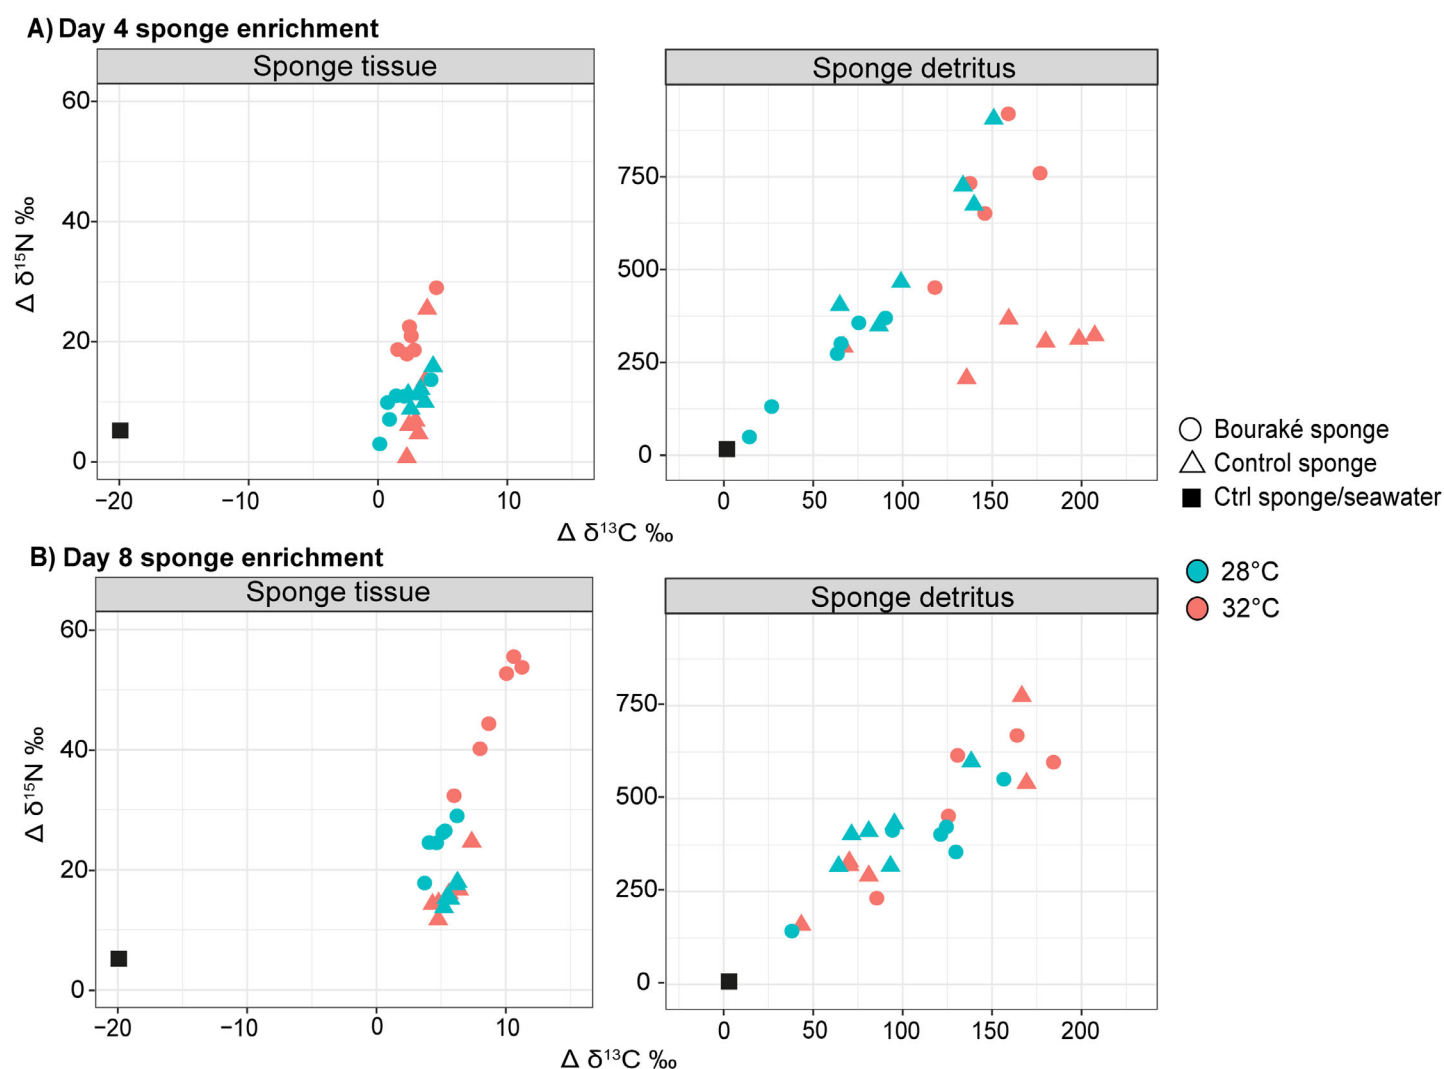 A) Day 4 sponge enrichment
Sponge tissue
Sponge detritus
60
40
20
0
Δ δ¹⁵N ‰
−20
−10
0
10
750
500
250
0
0
50
100
150
200
Δ δ¹³C ‰
Bouraké sponge
Control sponge
Ctrl sponge/seawater
28°C
32°C
B) Day 8 sponge enrichment
Sponge tissue
Sponge detritus
60
40
20
0
Δ δ¹⁵N ‰
−20
−10
0
10
750
500
250
0
0
50
100
150
200
Δ δ¹³C ‰